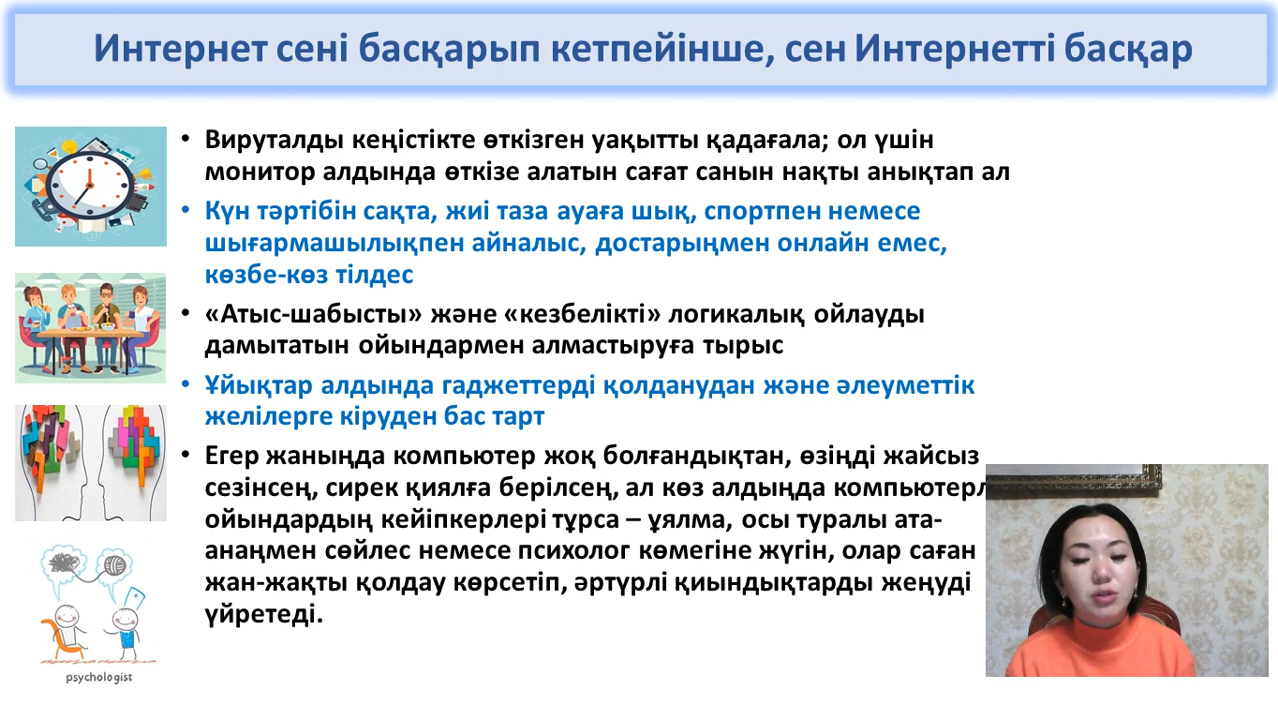 Интернет сені басқарып кетпейінше, сен Интернетті басқар
• Вируталды кеңістікте өткізген уақытты қадағала; ол үшін
монитор алдында өткізе алатын сағат санын нақты анықтап ал
• Күн тәртібін сақта, жиі таза ауаға шық, спортпен немесе
шығармашылықпен айналыс, достарыңмен онлайн емес,
көзбе-көз тілдес
• «Атыс-шабысты» және «кезбелікті» логикалық ойлауды
дамытатын ойындармен алмастыруға тырыс
• Ұйықтар алдында гаджеттерді қолданудан және әлеуметтік
желілерге кіруден бас тарт
• Егер жаныңда компьютер жоқ болғандықтан, өзіңді жайсыз
сезінсең, сирек қиялға берілсең, ал көз алдыңда
ойындардың кейіпкерлері тұрса – ұялма, осы туралы ата-
анаңмен сөйлес немесе психолог көмегіне жүгін, олар саған
жан-жақты қолдау көрсетіп, әртүрлі қиындықтарды жеңуді
үйретеді.
psychologist